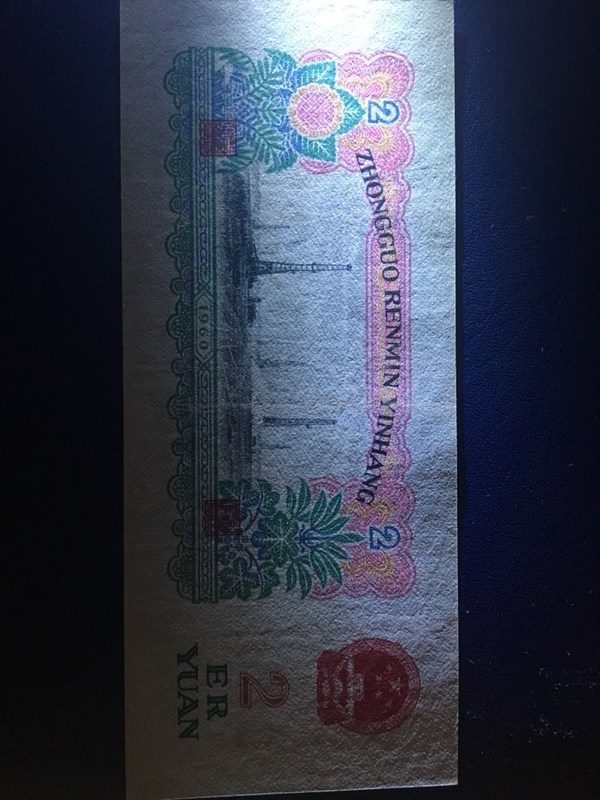 2
ZHONGGUO RENMIN YINHANG
2
1960
2
ER
YUAN